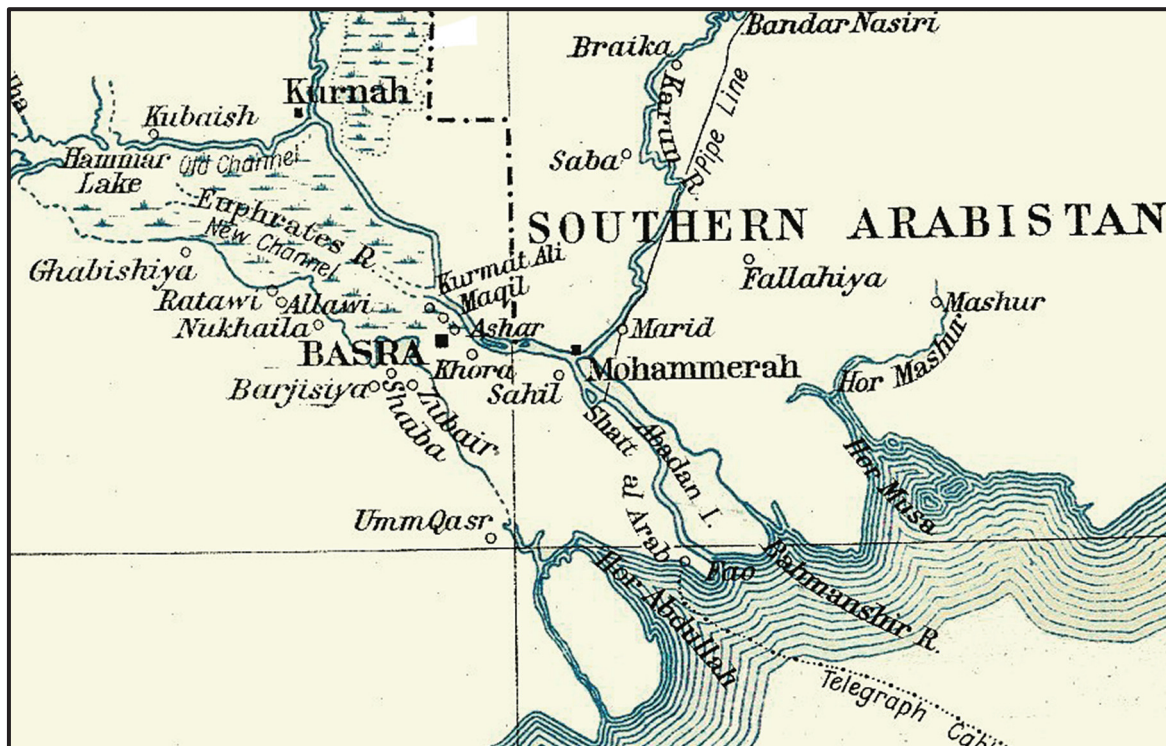 Bandar Nasiri
Braika
Karun R.
Pipe Line
Kurnah
Kubaish
Hammar
Lake
Old Channel
Saba
Euphrates R.
New Channel
SOUTHERN ARABISTAN
Ghabishiya
Kurmat Ali
Fallahiya
Ratawi
Allawi
Maqil
Mashur
Nukhaila
Ashar
Marid
BASRA
Khora
Mohammerah
Hor Mashur
Barjisiya
Shaiba
Zubair
Sahil
Shatt al Arab
Abadan I.
Hor Musa
Umm Qasr
Fao
Bahmanshir R.
Hor Abdullah
Telegraph